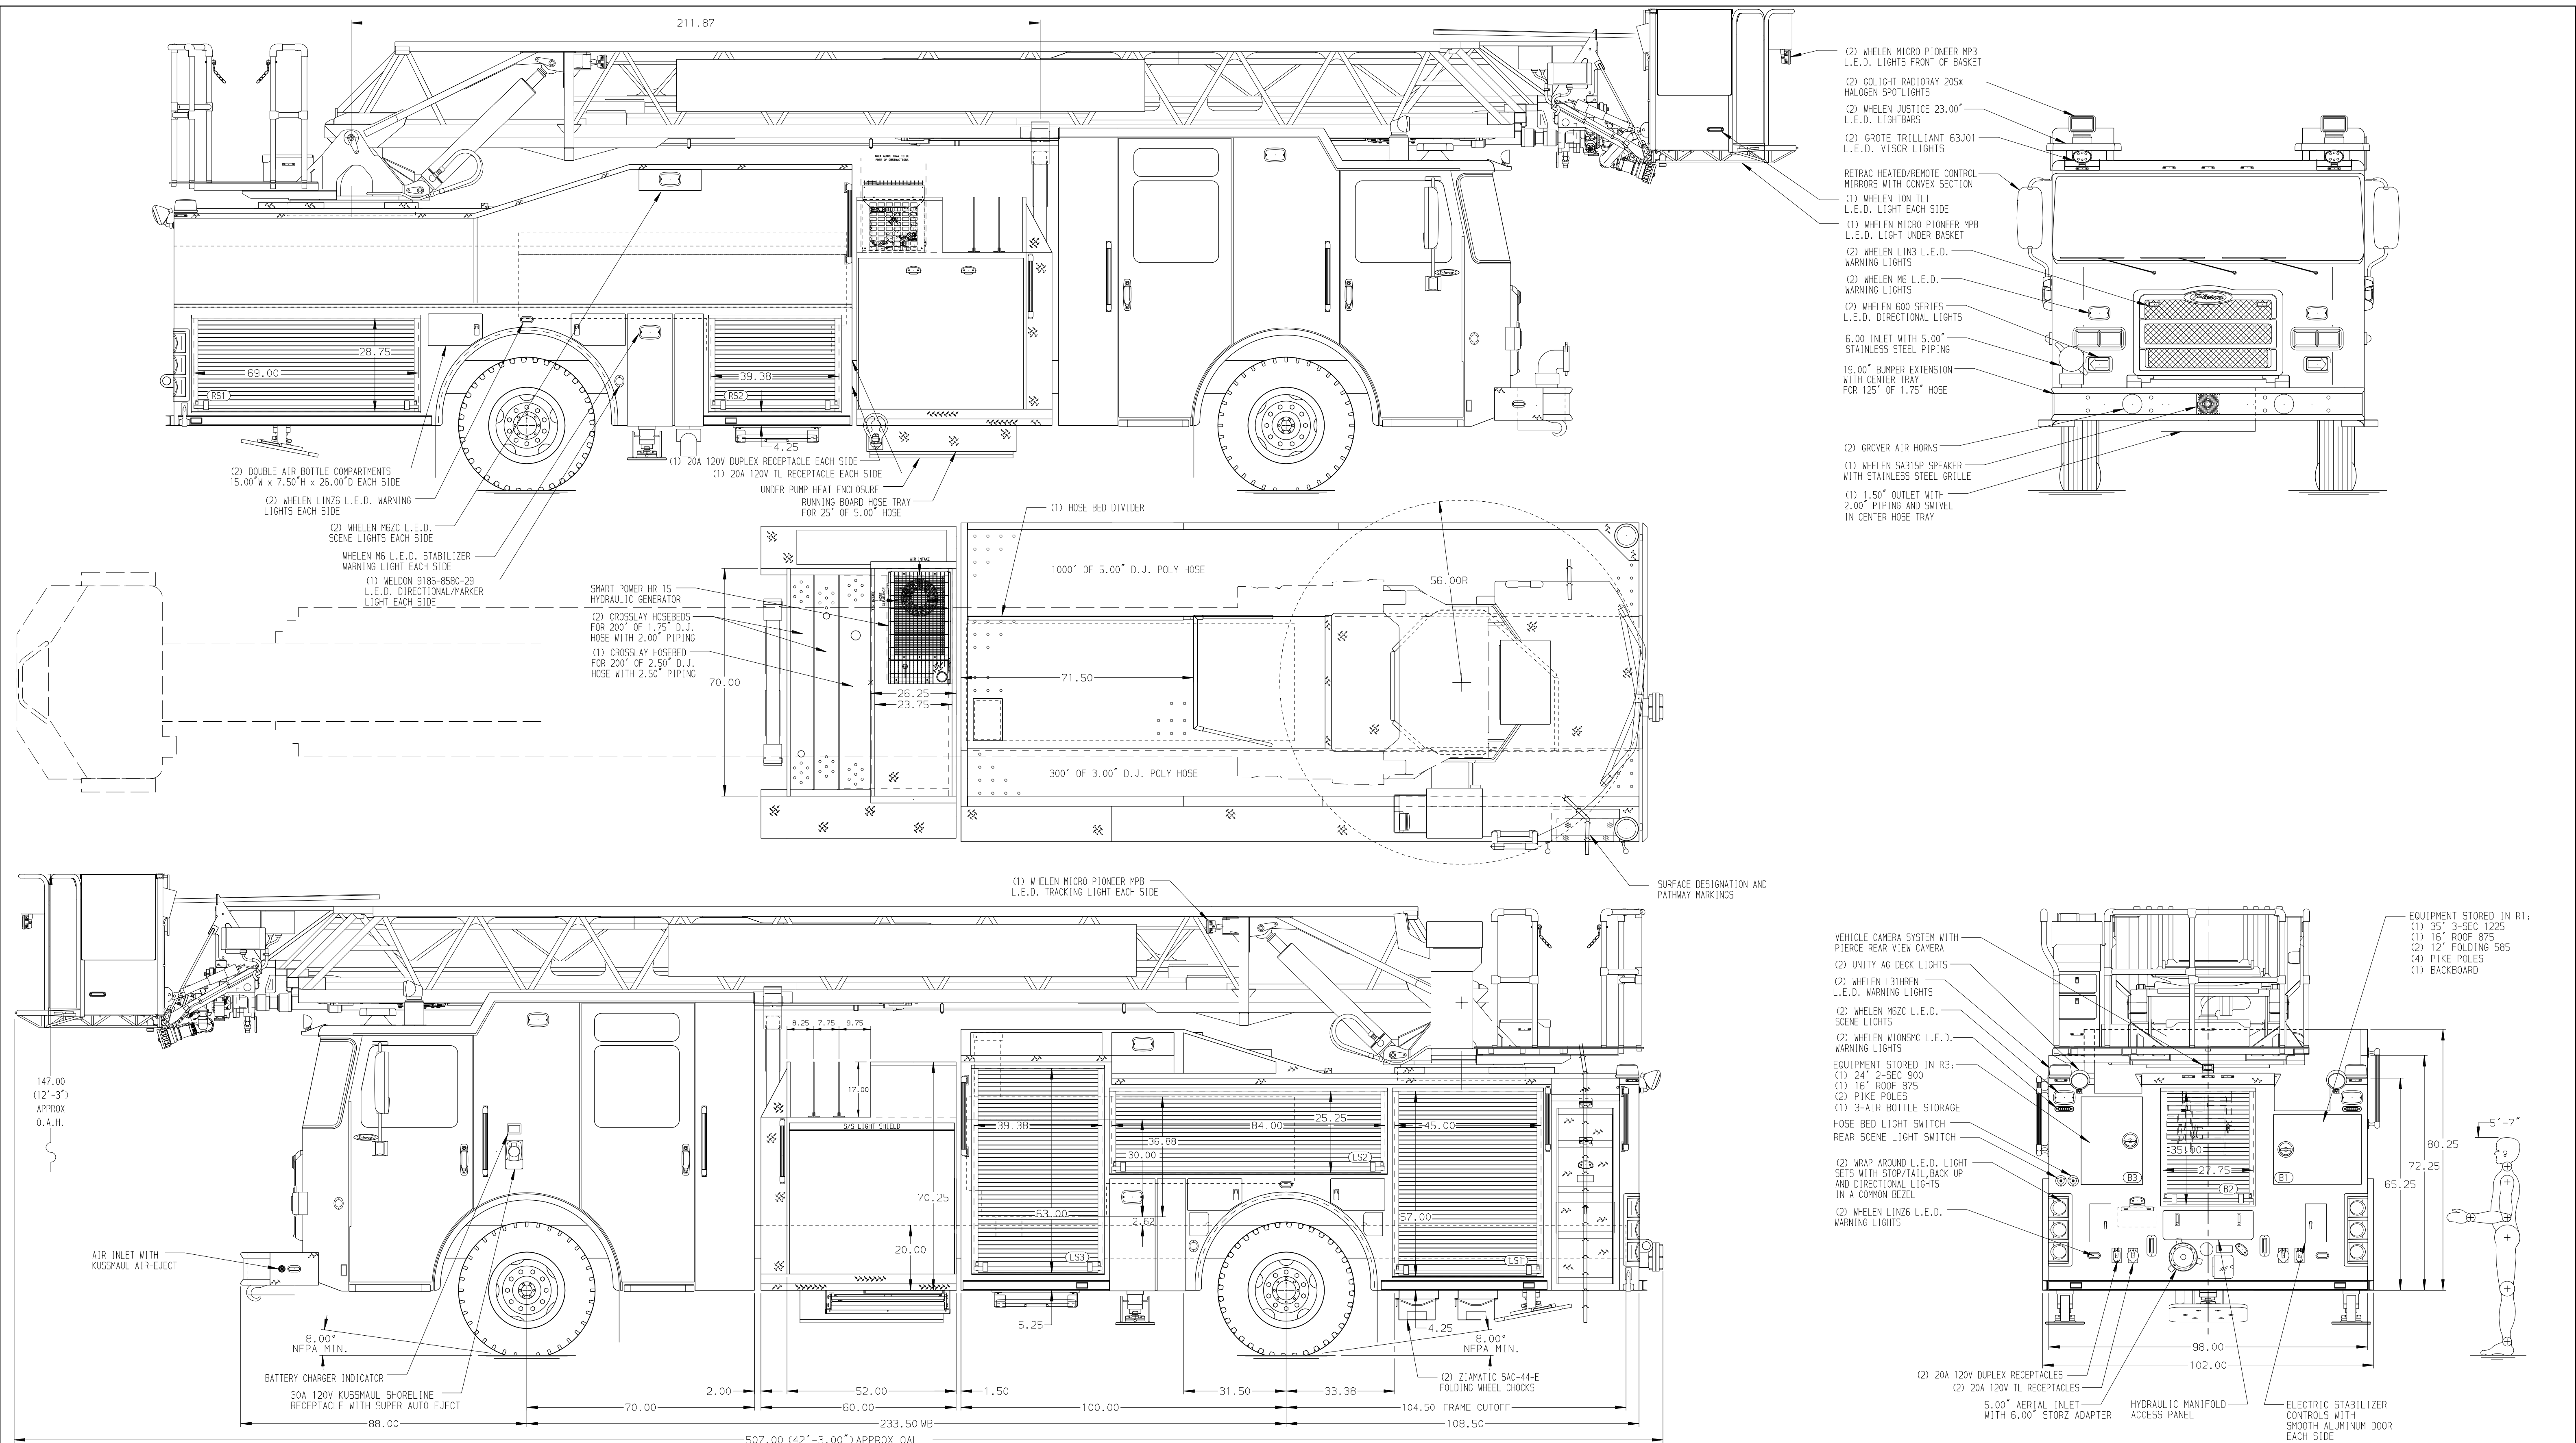 211.87
(2) WHELEN MICRO PIONEER MPB
L.E.D. LIGHTS FRONT OF BASKET
(2) GOLIGHT RADIORAY 205*
HALOGEN SPOTLIGHTS
(2) WHELEN JUSTICE 23.00"
L.E.D. LIGHTBARS
(2) GROTE TRILLIANT 63J01
L.E.D. VISOR LIGHTS
RETRAC HEATED/REMOTE CONTROL
MIRRORS WITH CONVEX SECTION
(1) WHELEN ION TLI
L.E.D. LIGHT EACH SIDE
(1) WHELEN MICRO PIONEER MPB
L.E.D. LIGHT UNDER BASKET
(2) WHELEN LIN3 L.E.D.
WARNING LIGHTS
(2) WHELEN M6 L.E.D.
WARNING LIGHTS
(2) WHELEN 600 SERIES
L.E.D. DIRECTIONAL LIGHTS
6.00 INLET WITH 5.00"
STAINLESS STEEL PIPING
19.00" BUMPER EXTENSION
WITH CENTER TRAY
FOR 125' OF 1.75" HOSE
(2) GROVER AIR HORNS
(1) WHELEN SA315P SPEAKER
WITH STAINLESS STEEL GRILLE
(1) 1.50" OUTLET WITH
2.00" PIPING AND SWIVEL
IN CENTER HOSE TRAY
Pierce
28.75
69.00
RS1
39.38
RS2
4.25
(1) 20A 120V DUPLEX RECEPTACLE EACH SIDE
(1) 20A 120V TL RECEPTACLE EACH SIDE
UNDER PUMP HEAT ENCLOSURE
RUNNING BOARD HOSE TRAY
FOR 25' OF 5.00" HOSE
(2) DOUBLE AIR BOTTLE COMPARTMENTS
15.00"W x 7.50"H x 26.00"D EACH SIDE
(2) WHELEN LINZ6 L.E.D. WARNING
LIGHTS EACH SIDE
(2) WHELEN M6ZC L.E.D.
SCENE LIGHTS EACH SIDE
WHELEN M6 L.E.D. STABILIZER
WARNING LIGHT EACH SIDE
(1) WELDON 9186-8580-29
L.E.D. DIRECTIONAL/MARKER
LIGHT EACH SIDE
(1) HOSE BED DIVIDER
AIR INTAKE
1000' OF 5.00" D.J. POLY HOSE
56.00R
SMART POWER HR-15
HYDRAULIC GENERATOR
(2) CROSSLAY HOSEBEDS
FOR 200' OF 1.75" D.J.
HOSE WITH 2.00" PIPING
(1) CROSSLAY HOSEBED
FOR 200' OF 2.50" D.J.
HOSE WITH 2.50" PIPING
70.00
26.25
23.75
71.50
300' OF 3.00" D.J. POLY HOSE
SURFACE DESIGNATION AND
PATHWAY MARKINGS
(1) WHELEN MICRO PIONEER MPB
L.E.D. TRACKING LIGHT EACH SIDE
147.00
(12'-3")
APPROX
O.A.H.
8.25
7.75
9.75
17.00
S/S LIGHT SHIELD
70.25
20.00
39.38
63.00
LS3
84.00
25.25
36.88
30.00
2.62
LS2
45.00
57.00
LS1
5.25
4.25
AIR INLET WITH
KUSSMAUL AIR-EJECT
8.00°
NFPA MIN.
BATTERY CHARGER INDICATOR
30A 120V KUSSMAUL SHORELINE
RECEPTACLE WITH SUPER AUTO EJECT
8.00°
NFPA MIN.
(2) ZIAMATIC SAC-44-E
FOLDING WHEEL CHOCKS
2.00
52.00
1.50
31.50
33.38
70.00
60.00
100.00
104.50 FRAME CUTOFF
88.00
233.50 WB
108.50
507.00 (42'-3.00") APPROX OAL
VEHICLE CAMERA SYSTEM WITH
PIERCE REAR VIEW CAMERA
(2) UNITY AG DECK LIGHTS
(2) WHELEN L31HRFN
L.E.D. WARNING LIGHTS
(2) WHELEN M6ZC L.E.D.
SCENE LIGHTS
(2) WHELEN WIONSMC L.E.D.
WARNING LIGHTS
EQUIPMENT STORED IN R3:
(1) 24' 2-SEC 900
(1) 16' ROOF 875
(2) PIKE POLES
(1) 3-AIR BOTTLE STORAGE
HOSE BED LIGHT SWITCH
REAR SCENE LIGHT SWITCH
(2) WRAP AROUND L.E.D. LIGHT
SETS WITH STOP/TAIL,BACK UP
AND DIRECTIONAL LIGHTS
IN A COMMON BEZEL
(2) WHELEN LINZ6 L.E.D.
WARNING LIGHTS
EQUIPMENT STORED IN R1:
(1) 35' 3-SEC 1225
(1) 16' ROOF 875
(2) 12' FOLDING 585
(4) PIKE POLES
(1) BACKBOARD
35.00
27.75
B3
B2
B1
5'-7"
80.25
72.25
65.25
98.00
102.00
(2) 20A 120V DUPLEX RECEPTACLES
(2) 20A 120V TL RECEPTACLES
5.00" AERIAL INLET
WITH 6.00" STORZ ADAPTER
HYDRAULIC MANIFOLD
ACCESS PANEL
ELECTRIC STABILIZER
CONTROLS WITH
SMOOTH ALUMINUM DOOR
EACH SIDE